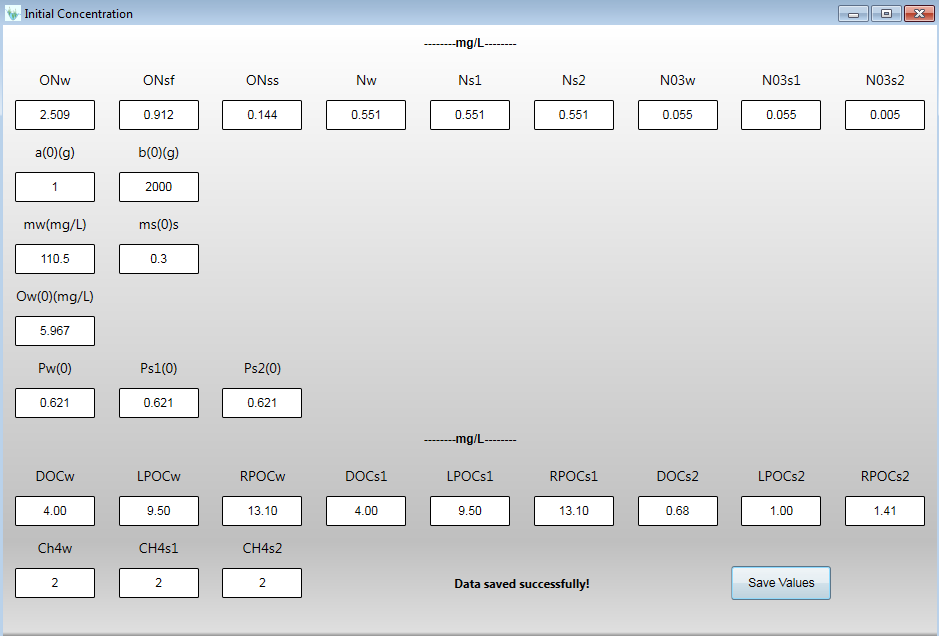 Initial Concentration
--------mg/L--------
ONw ONsf ONss Nw Ns1 Ns2 N03w N03s1 N03s2
2.509 0.912 0.144 0.551 0.551 0.551 0.055 0.055 0.005
a(0)(g) b(0)(g)
1 2000
mw(mg/L) ms(0)s
110.5 0.3
Ow(0)(mg/L)
5.967
Pw(0) Ps1(0) Ps2(0)
0.621 0.621 0.621
--------mg/L--------
DOCw LPOCw RPOCw DOCs1 LPOCs1 RPOCs1 DOCs2 LPOCs2 RPOCs2
4.00 9.50 13.10 4.00 9.50 13.10 0.68 1.00 1.41
Ch4w CH4s1 CH4s2
2 2 2 Data saved successfully! Save Values